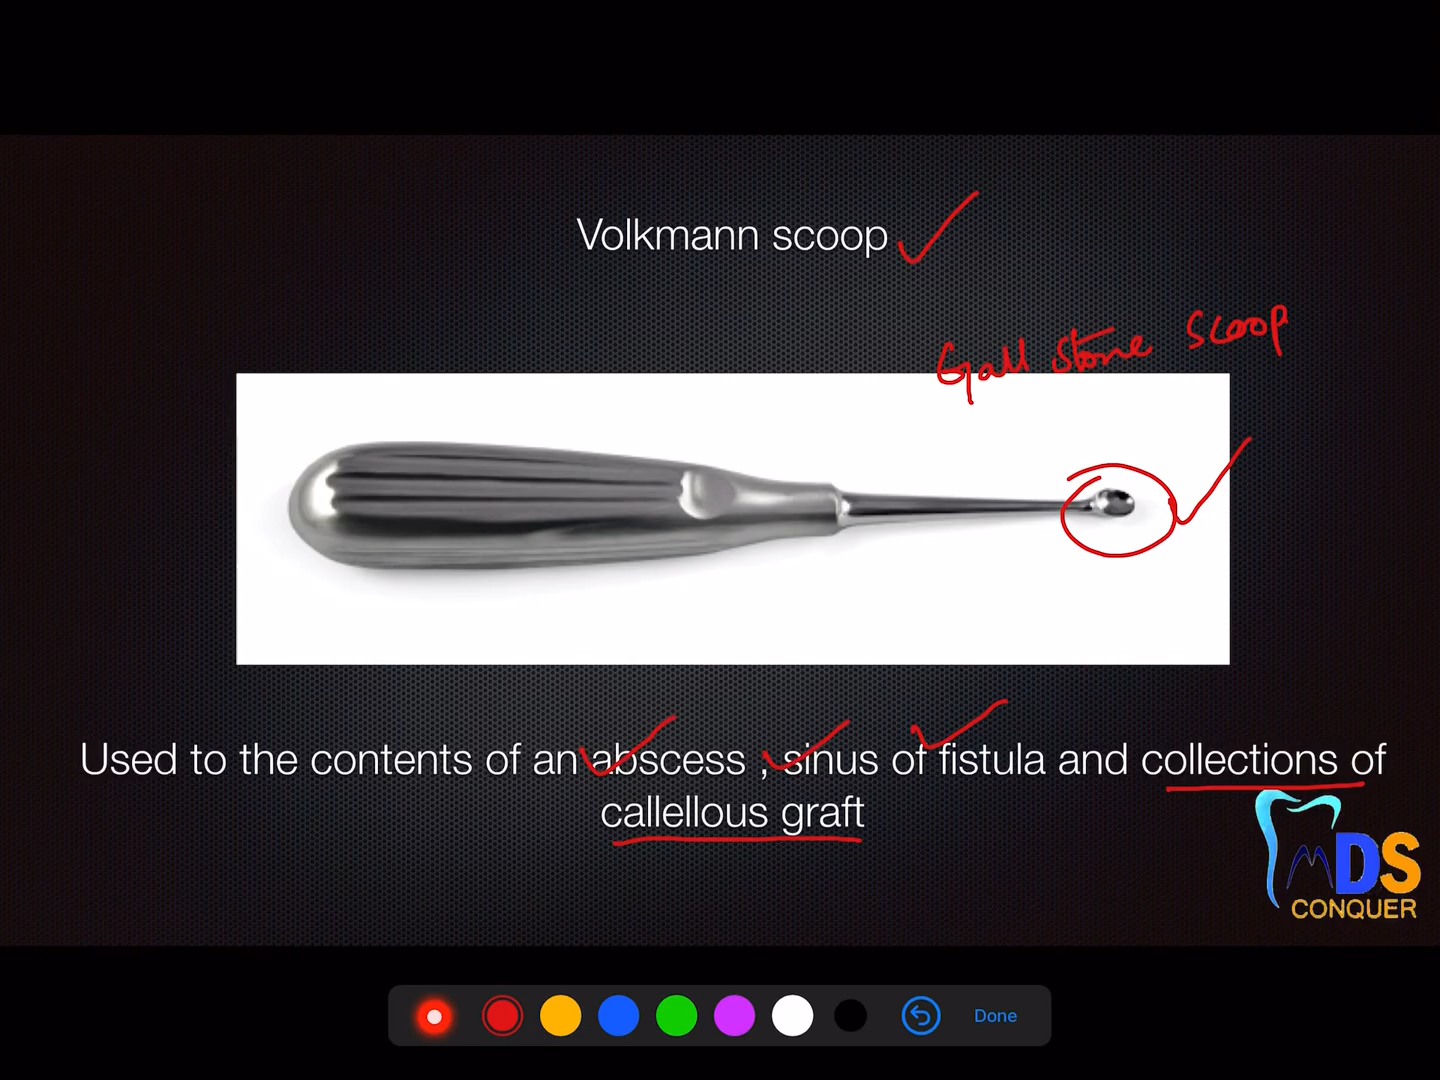 Volkmann scoop
Gall Stone Scoop
Used to the contents of an abscess , sinus of fistula and collections of
callellous graft
MDS
CONQUER
Done